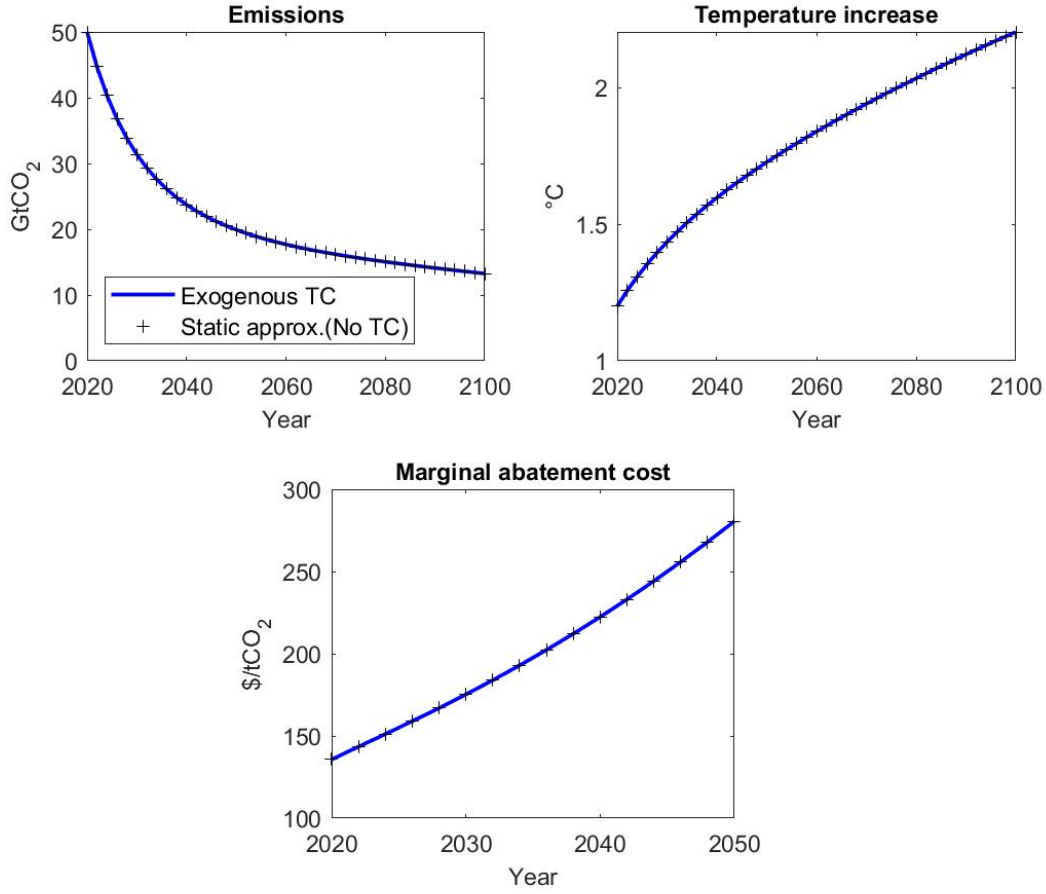 Emissions
50
40
30
20
10
0
GtCO2
Exogenous TC
Static approx.(No TC)
2020 2040 2060 2080 2100
Year
Temperature increase
2
1.5
1
°C
2020 2040 2060 2080 2100
Year
Marginal abatement cost
300
250
200
150
100
$/tCO2
2020 2030 2040 2050
Year